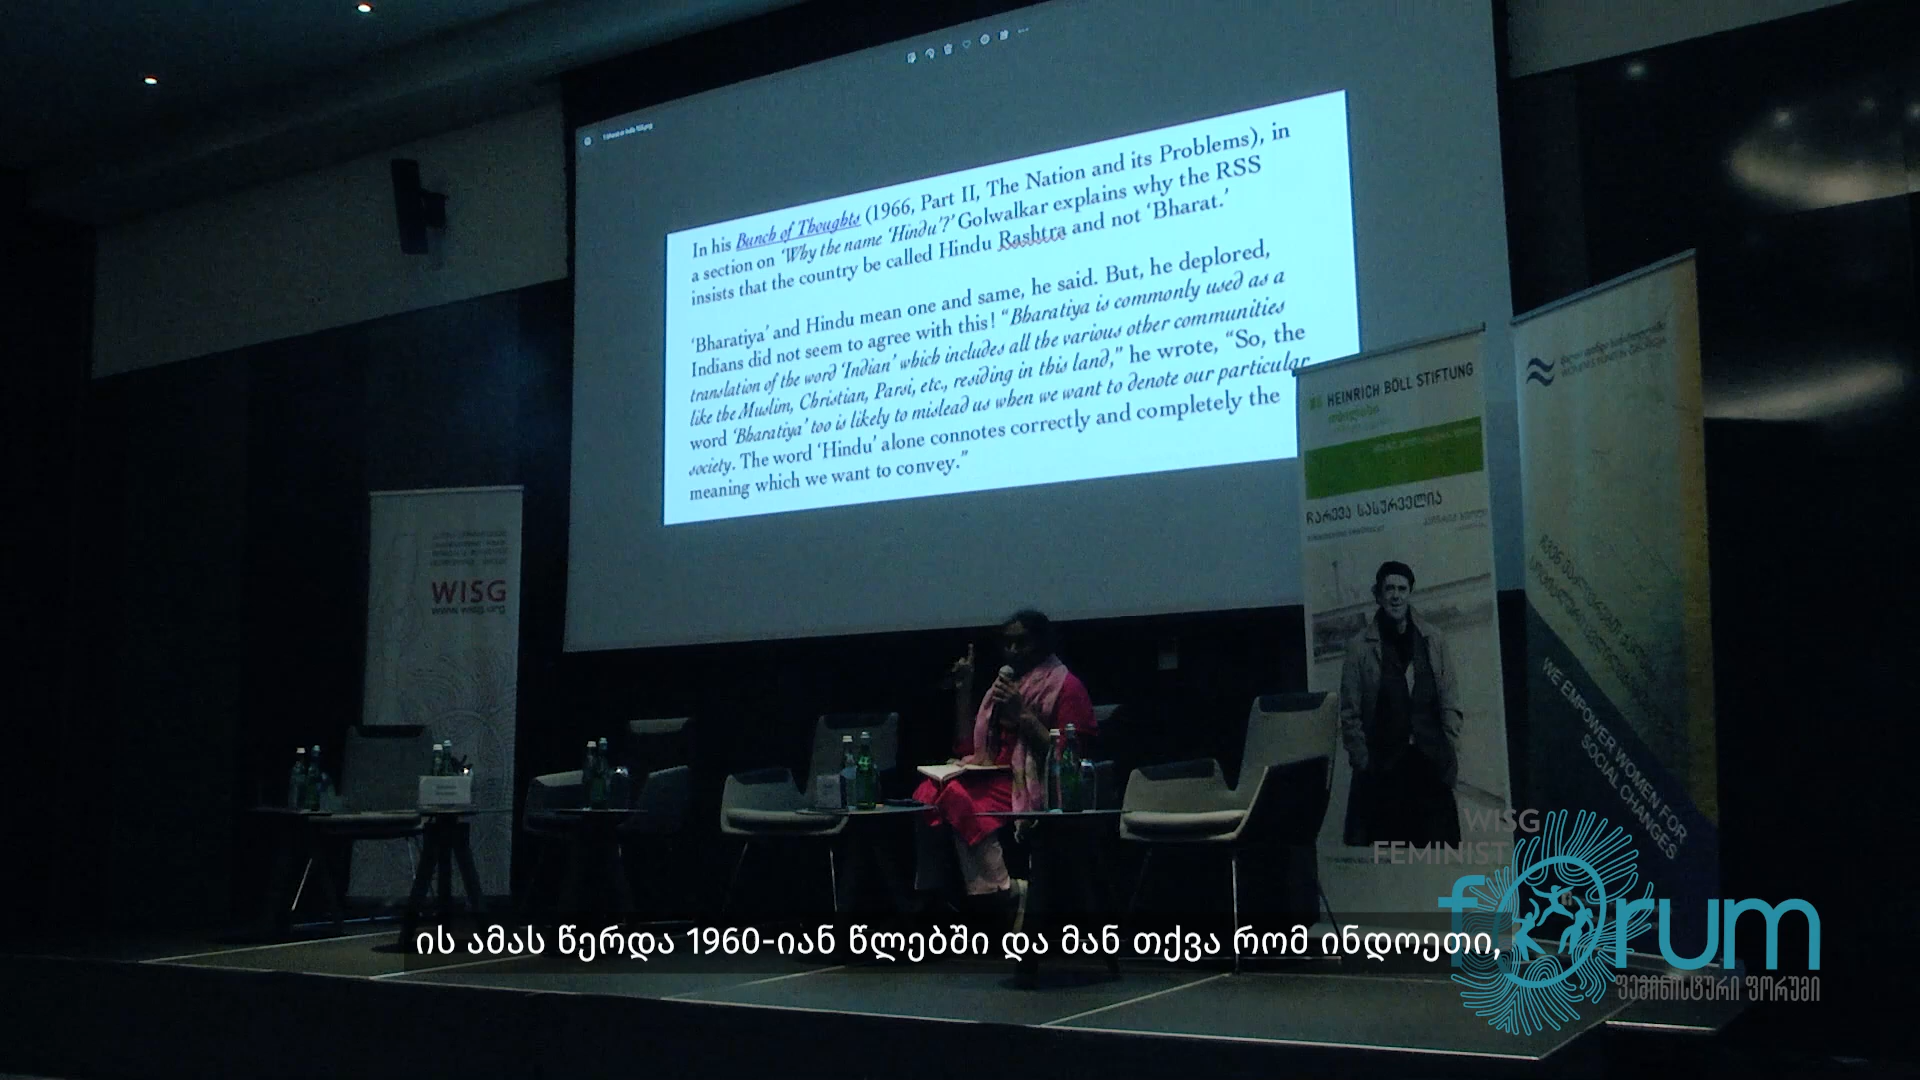 In his Bunch of Thoughts (1966, Part II, The Nation and its Problems), in
a section on ‘Why the name ‘Hindu’?’ Golwalkar explains why the RSS
insists that the country be called Hindu Rashtra and not ‘Bharat.’
‘Bharatiya’ and Hindu mean one and same, he said. But, he deplored,
Indians did not seem to agree with this! “Bharatiya is commonly used as a
translation of the word ‘Indian’ which includes all the various other communities
like the Muslim, Christian, Parsi, etc., residing in this land,” he wrote, “So, the
word ‘Bharatiya’ too is likely to mislead us when we want to denote our particular
society. The word ‘Hindu’ alone connotes correctly and completely the
meaning which we want to convey.”
WISG
www.wisg.org
HEINRICH BÖLL STIFTUNG
ჩარევა სასურველია
WOMEN'S FUND IN GEORGIA
WE EMPOWER WOMEN FOR
SOCIAL CHANGES
WISG
FEMINIST
forum
ფემინისტური ფორუმი
ის ამას წერდა 1960-იან წლებში და მან თქვა რომ ინდოეთი,